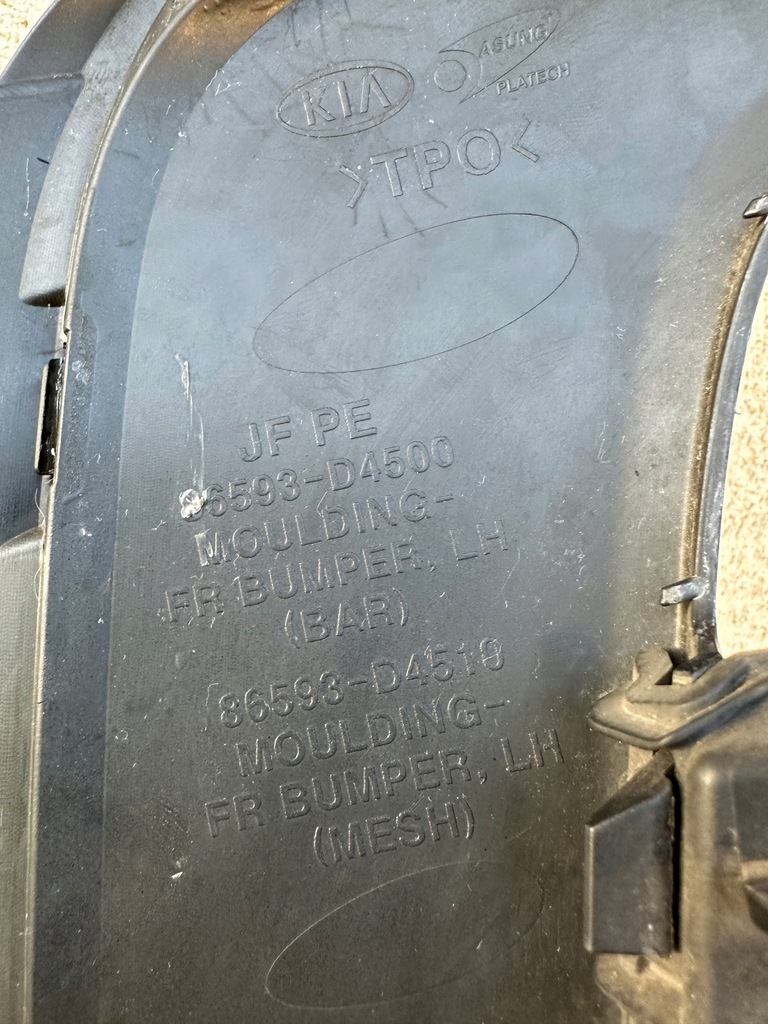 KIA
ASUNG
PLATECH
>TPO<
JF PE
86593-D4500
MOULDING-
FR BUMPER, LH
(BAR)
86593-D4510
MOULDING-
FR BUMPER, LH
(MESH)